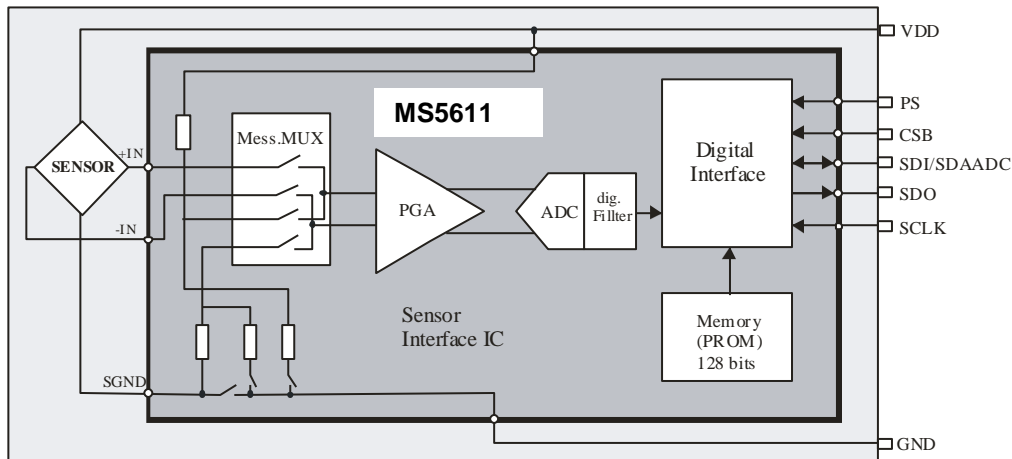 VDD
MS5611
PS
Mess.MUX
CSB
+IN
SENSOR
Digital
Interface
SDI/SDAADC
PGA
ADC
dig.
Fillter
SDO
-IN
SCLK
Sensor
Interface IC
Memory
(PROM)
128 bits
SGND
GND